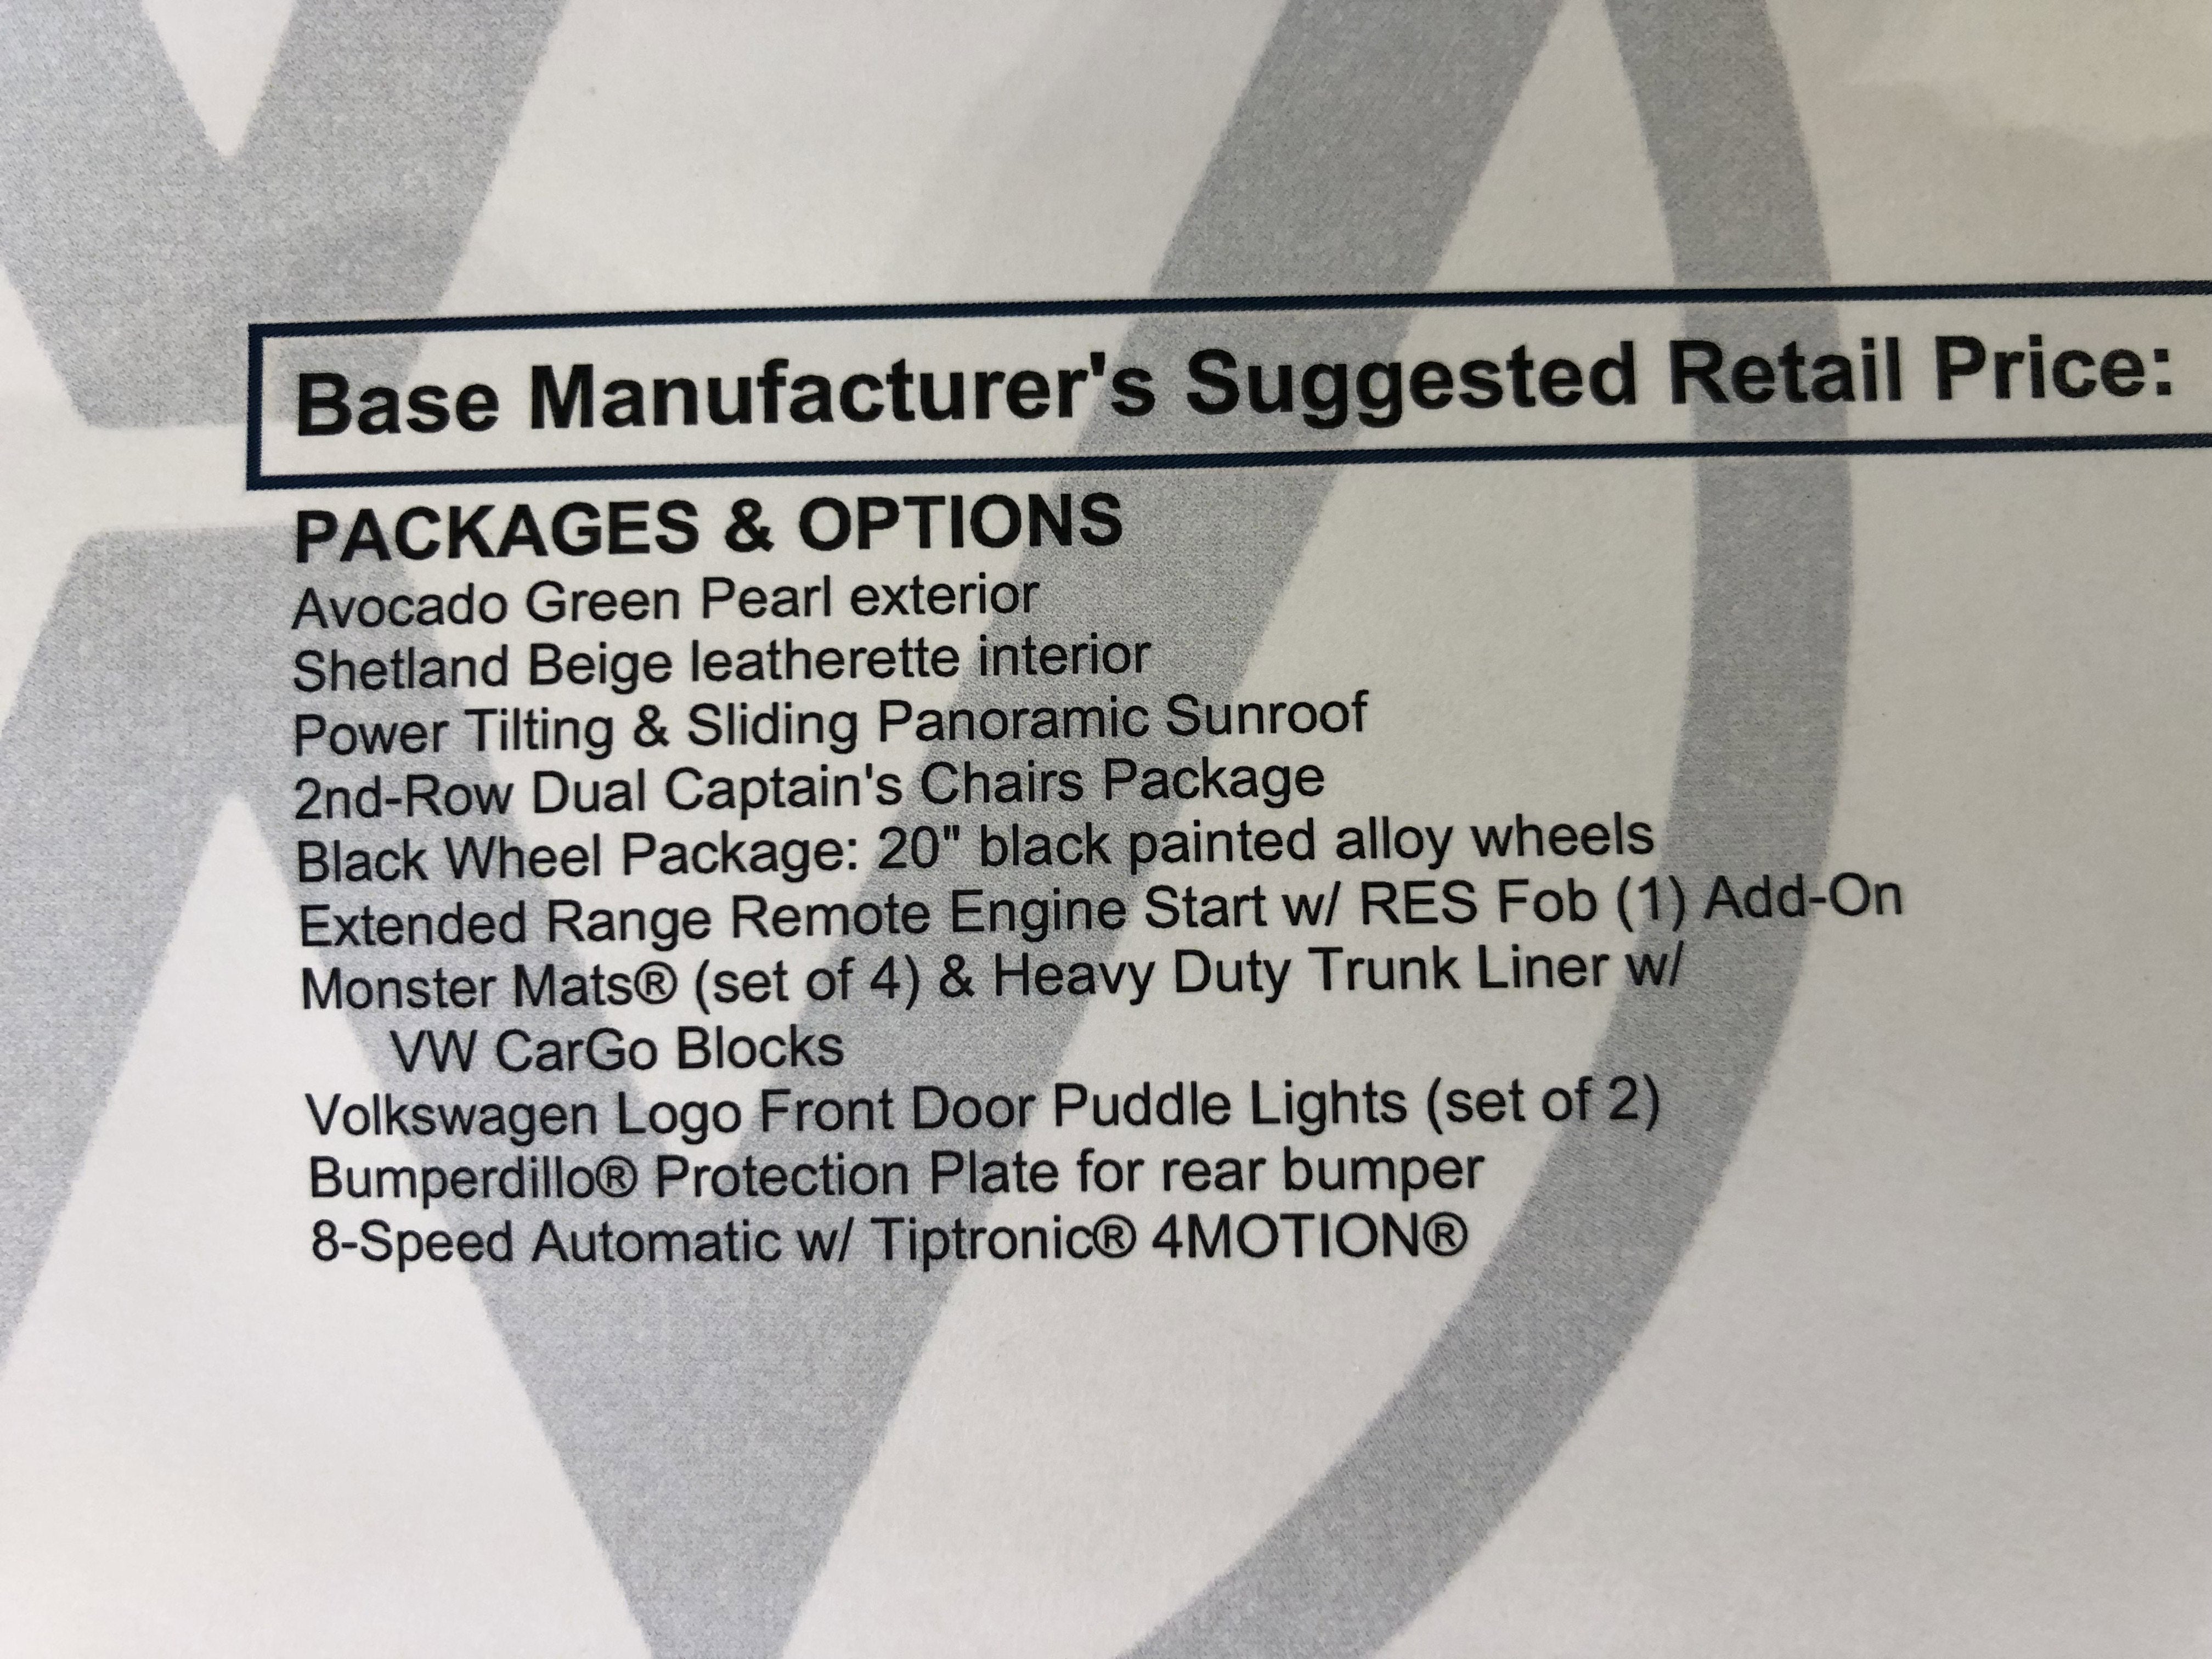 Base Manufacturer's Suggested Retail Price:
PACKAGES & OPTIONS
Avocado Green Pearl exterior
Shetland Beige leatherette interior
Power Tilting & Sliding Panoramic Sunroof
2nd-Row Dual Captain's Chairs Package
Black Wheel Package: 20" black painted alloy wheels
Extended Range Remote Engine Start w/ RES Fob (1) Add-On
Monster Mats® (set of 4) & Heavy Duty Trunk Liner w/
VW CarGo Blocks
Volkswagen Logo Front Door Puddle Lights (set of 2)
Bumperdillo® Protection Plate for rear bumper
8-Speed Automatic w/ Tiptronic® 4MOTION®